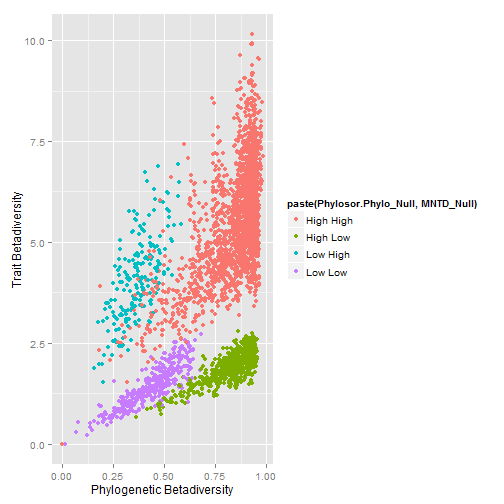 10.0
7.5
5.0
2.5
0.0
0.00 0.25 0.50 0.75 1.00
Trait Betadiversity
Phylogenetic Betadiversity
paste(Phylosor.Phylo_Null, MNTD_Null)
High High
High Low
Low High
Low Low